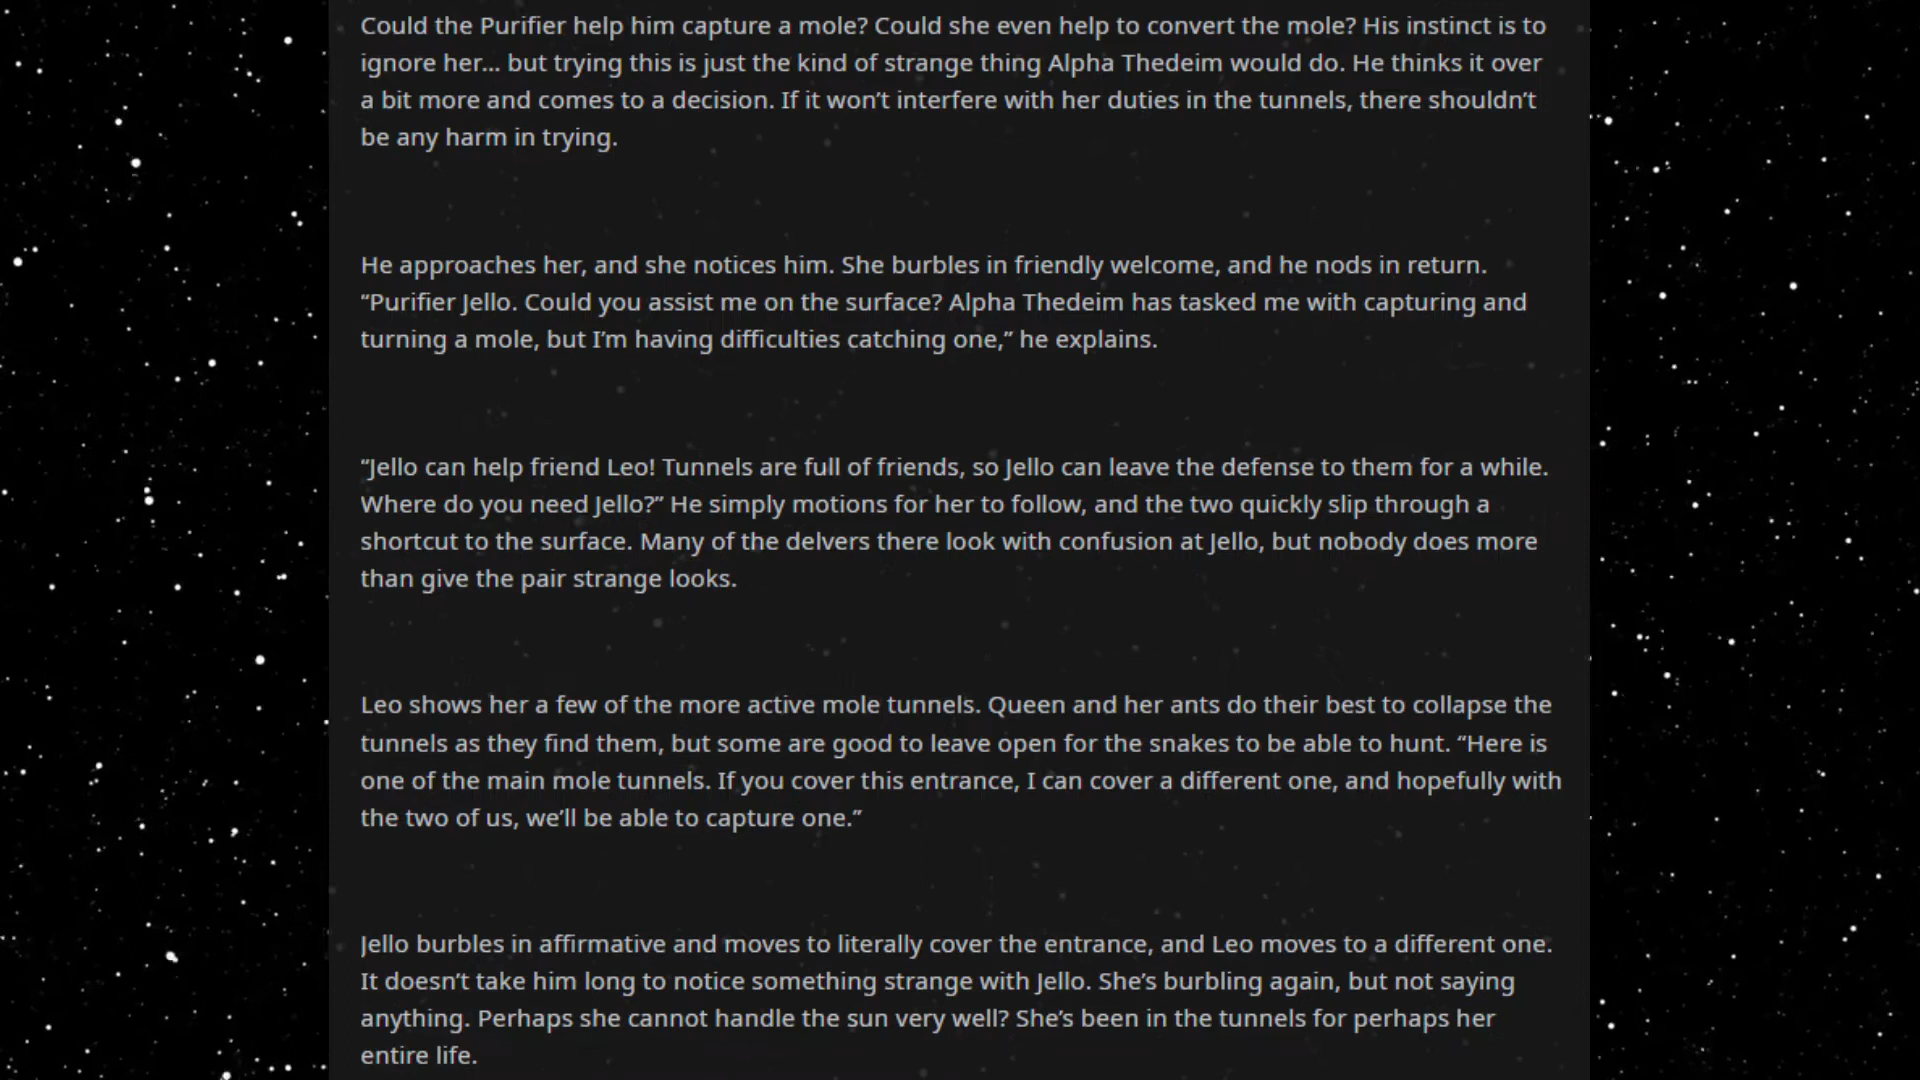 Could the Purifier help him capture a mole? Could she even help to convert the mole? His instinct is to
ignore her… but trying this is just the kind of strange thing Alpha Thedeim would do. He thinks it over
a bit more and comes to a decision. If it won’t interfere with her duties in the tunnels, there shouldn’t
be any harm in trying.
He approaches her, and she notices him. She burbles in friendly welcome, and he nods in return.
“Purifier Jello. Could you assist me on the surface? Alpha Thedeim has tasked me with capturing and
turning a mole, but I’m having difficulties catching one,” he explains.
“Jello can help friend Leo! Tunnels are full of friends, so Jello can leave the defense to them for a while.
Where do you need Jello?” He simply motions for her to follow, and the two quickly slip through a
shortcut to the surface. Many of the delvers there look with confusion at Jello, but nobody does more
than give the pair strange looks.
Leo shows her a few of the more active mole tunnels. Queen and her ants do their best to collapse the
tunnels as they find them, but some are good to leave open for the snakes to be able to hunt. “Here is
one of the main mole tunnels. If you cover this entrance, I can cover a different one, and hopefully with
the two of us, we’ll be able to capture one.”
Jello burbles in affirmative and moves to literally cover the entrance, and Leo moves to a different one.
It doesn’t take him long to notice something strange with Jello. She’s burbling again, but not saying
anything. Perhaps she cannot handle the sun very well? She’s been in the tunnels for perhaps her
entire life.